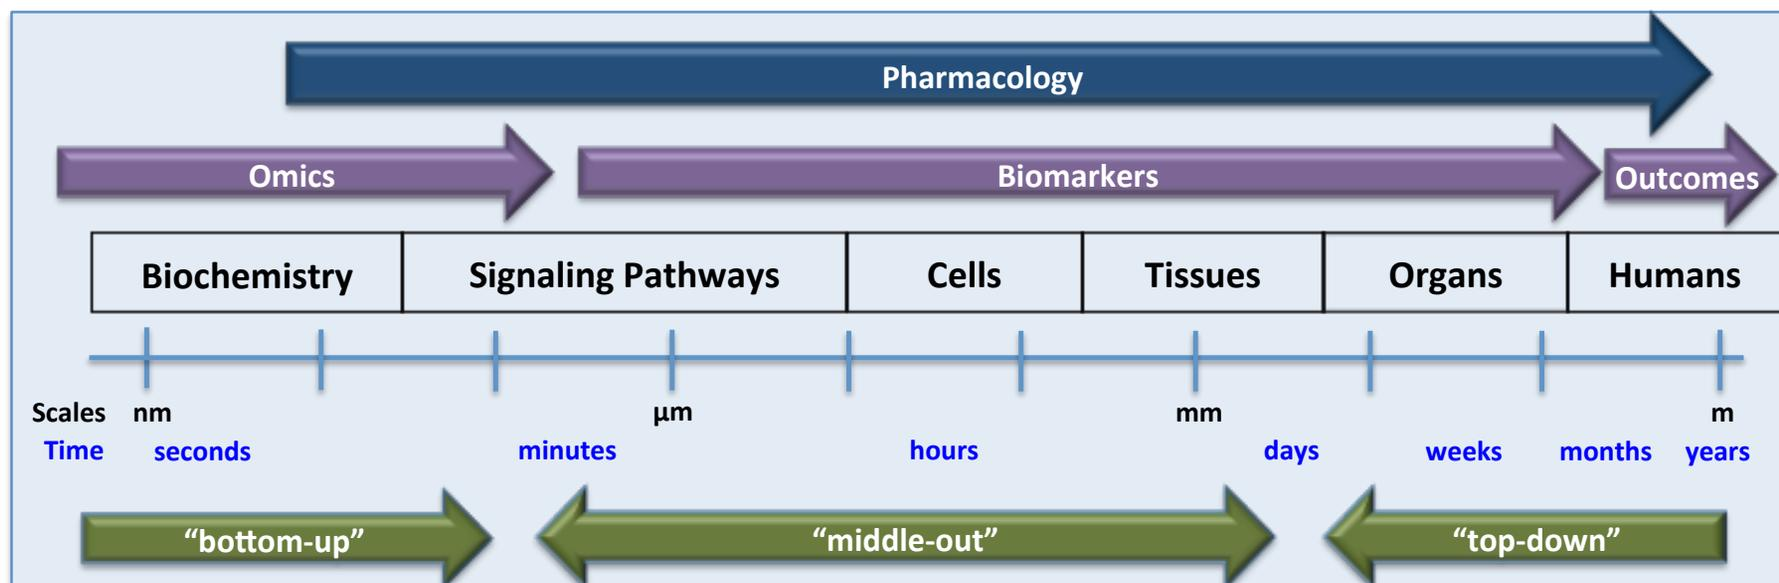 Pharmacology
Omics
Biomarkers
Outcomes
Biochemistry
Signaling Pathways
Cells
Tissues
Organs
Humans
Scales nm μm mm m
Time seconds minutes hours days weeks months years
“bottom-up”
“middle-out”
“top-down”